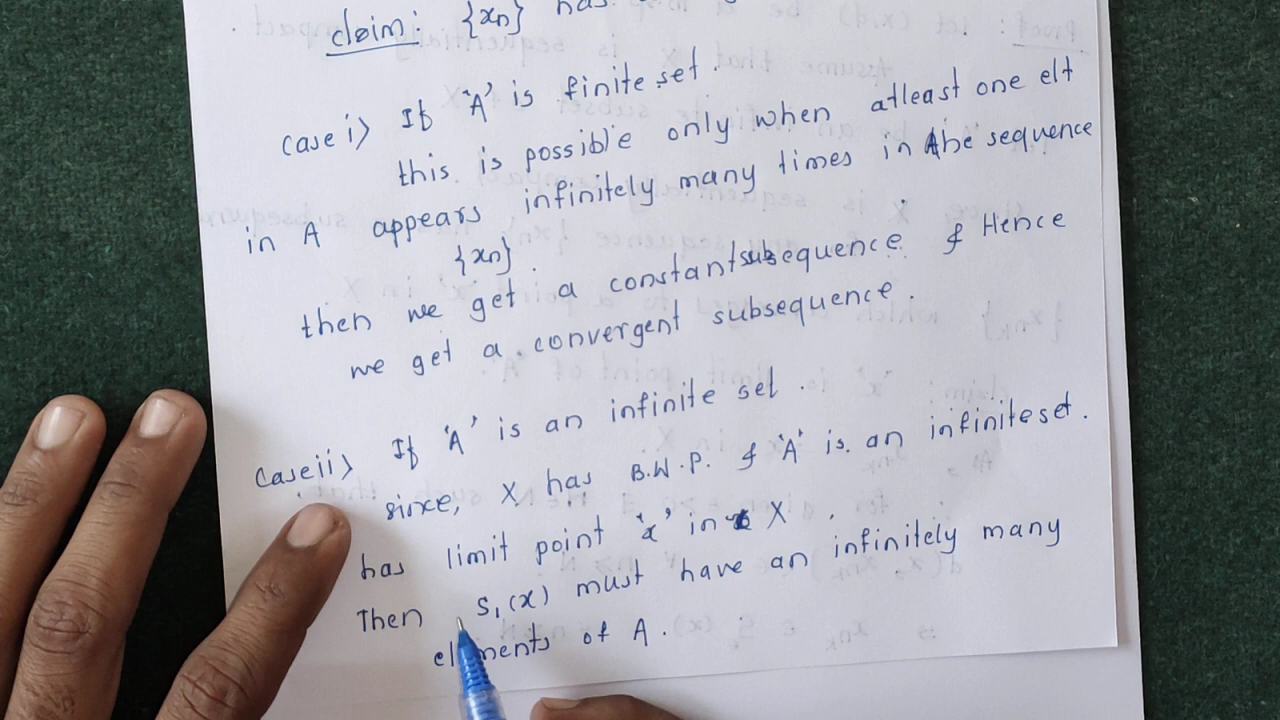 claim: {xn} has a
case i) If 'A' is finite set.
this is possible only when atleast one elt
in A appears infinitely many times in the sequence
{xn}.
then we get a constant subsequence & Hence
we get a convergent subsequence.
case ii) If 'A' is an infinite set.
since, X has B.W.P. & 'A' is an infinite set.
has limit point 'x' in X.
Then S₁(x) must have an infinitely many
elements of A.